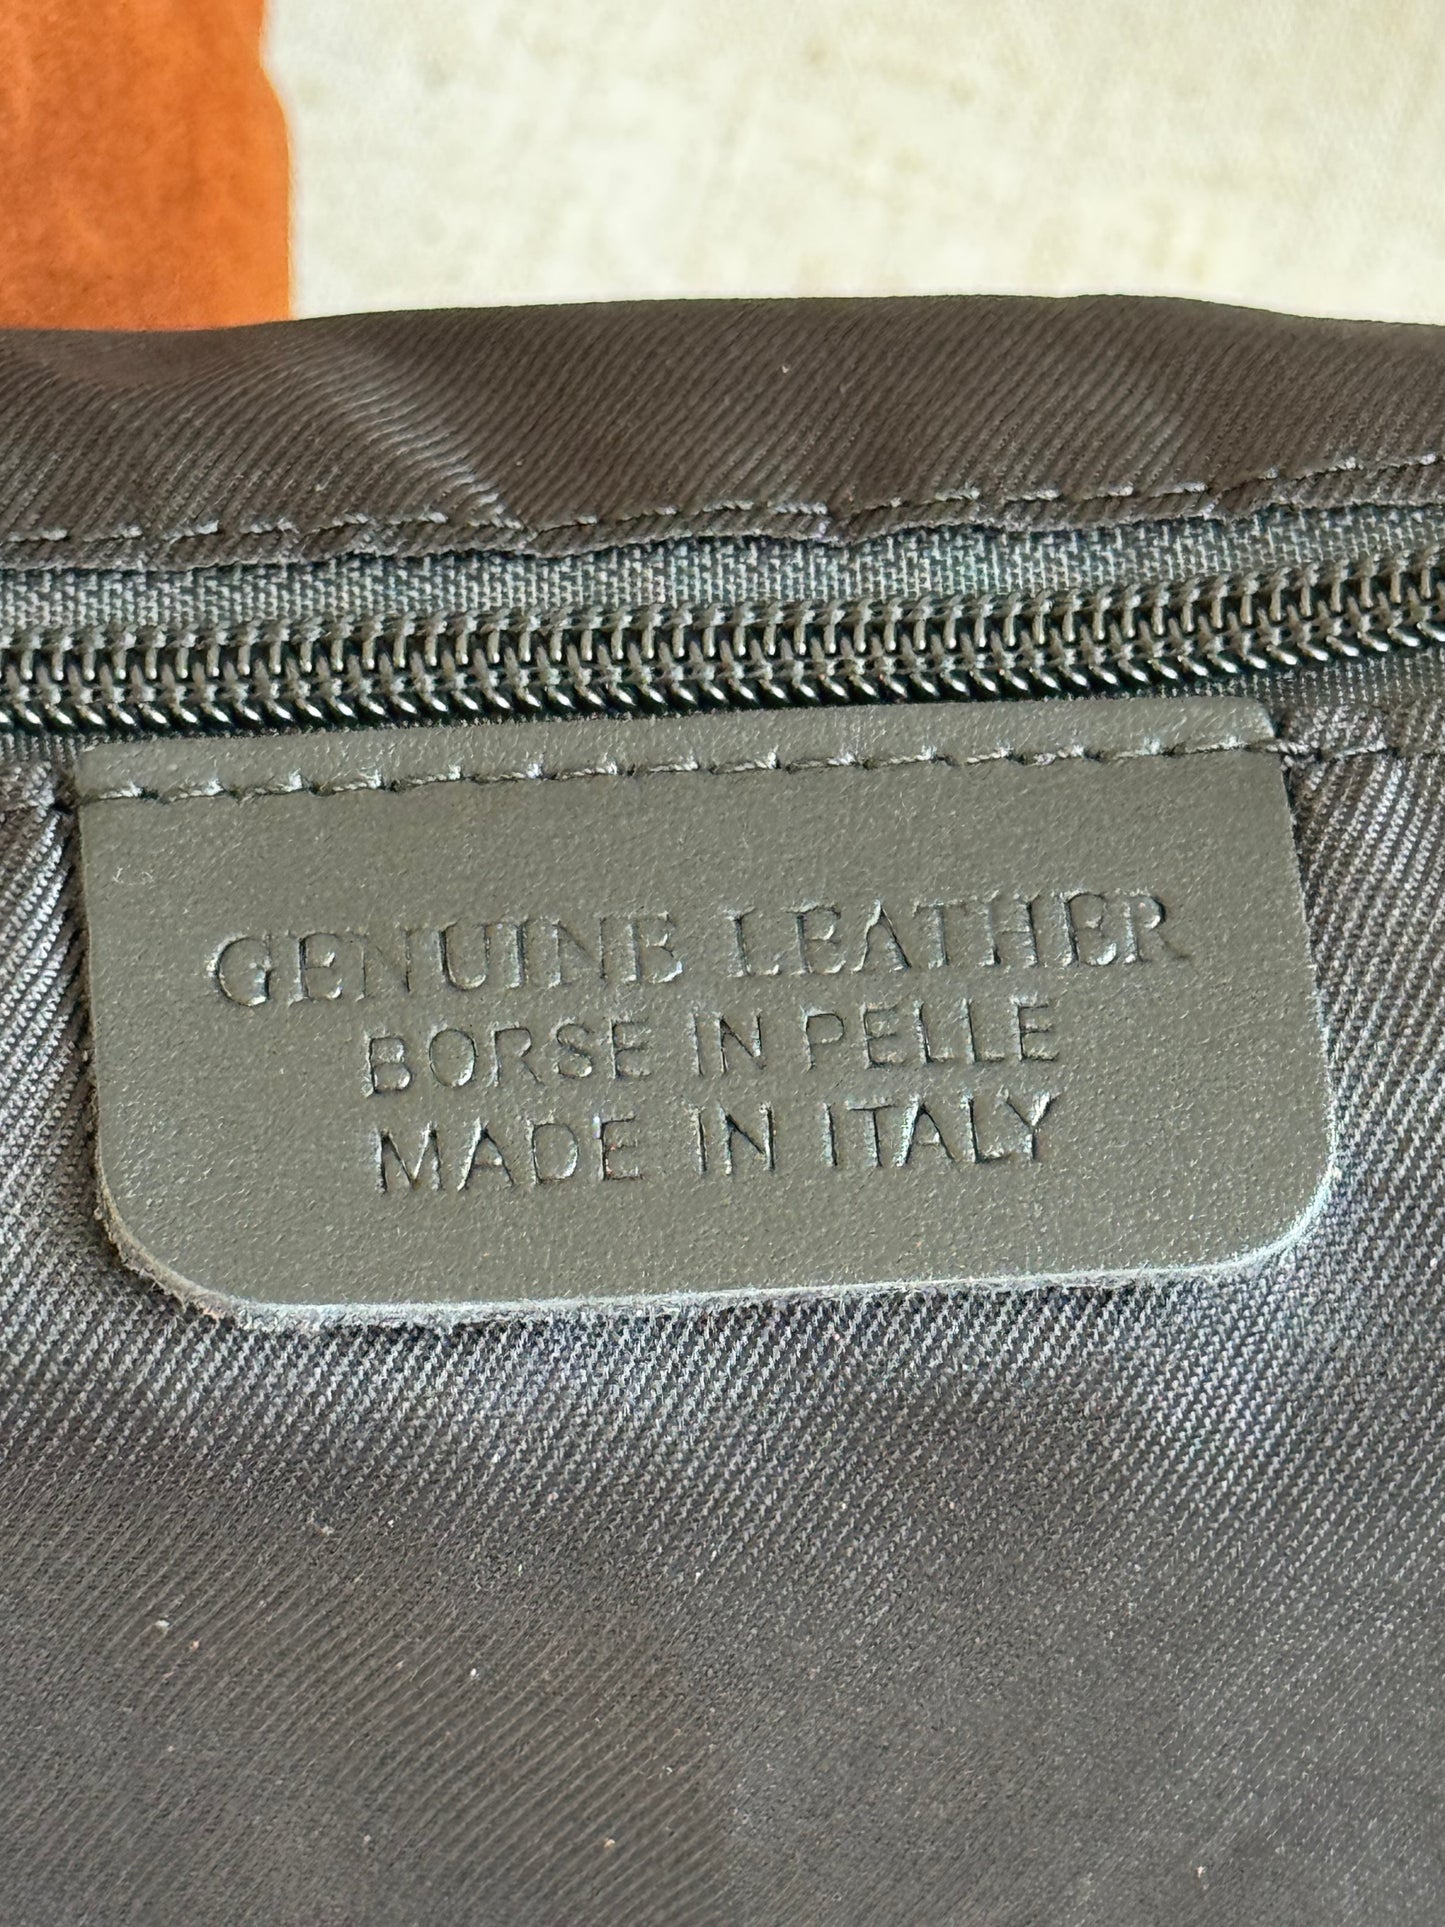 GENUINE LEATHER
BORSE IN PELLE
MADE IN ITALY